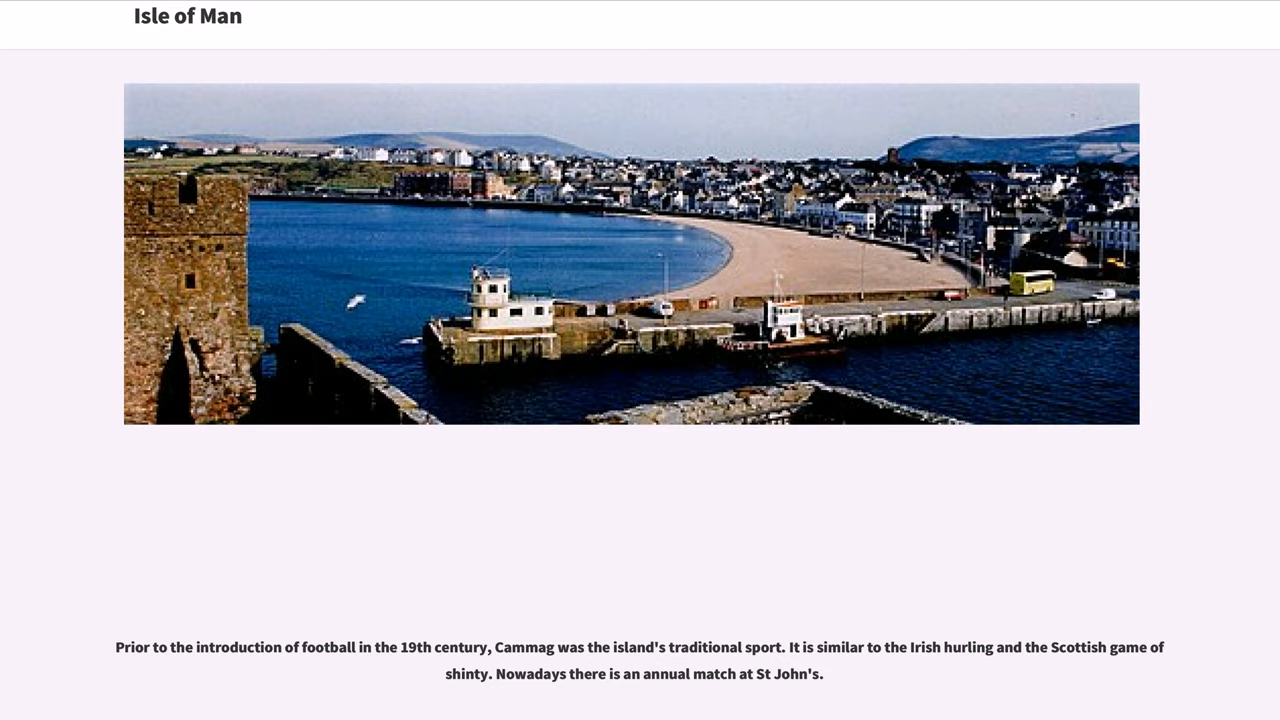 Isle of Man
Prior to the introduction of football in the 19th century, Cammag was the island's traditional sport. It is similar to the Irish hurling and the Scottish game of
shinty. Nowadays there is an annual match at St John's.